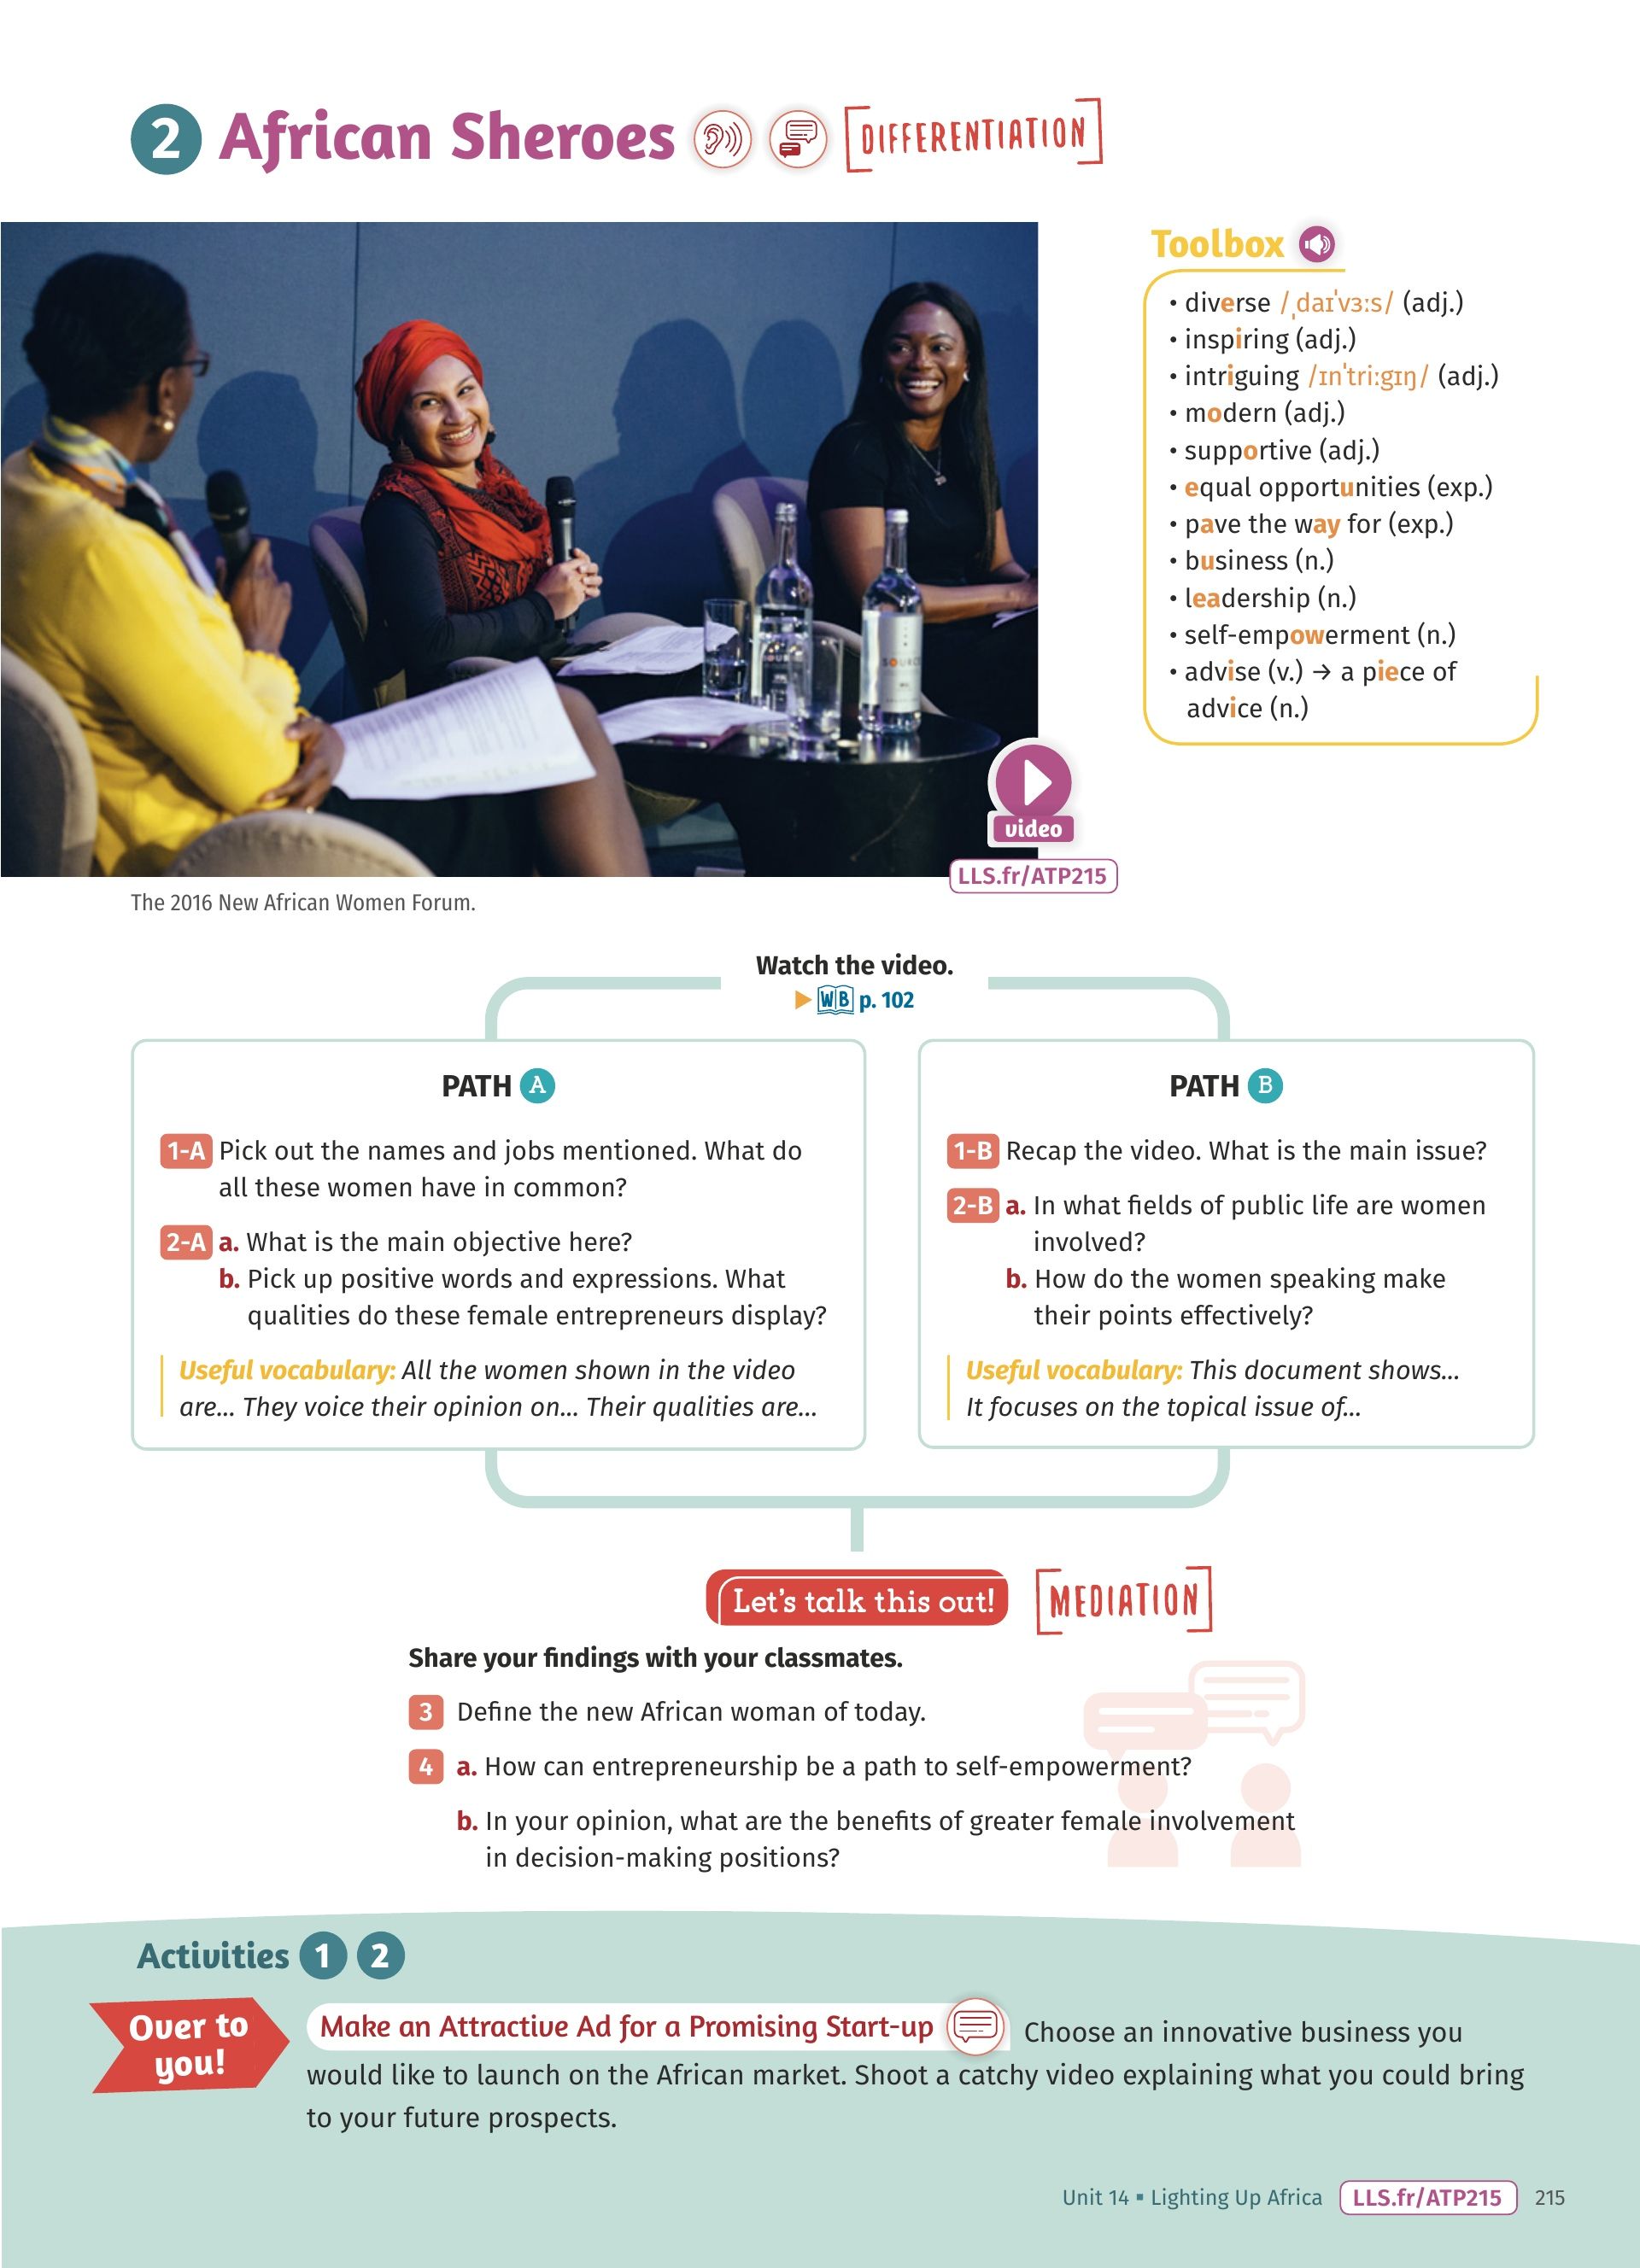 2 African Sheroes
DIFFERENTIATION
Toolbox
• diverse /ˌdaɪˈvɜːs/ (adj.)
• inspiring (adj.)
• intriguing /ɪnˈtriːgɪŋ/ (adj.)
• modern (adj.)
• supportive (adj.)
• equal opportunities (exp.)
• pave the way for (exp.)
• business (n.)
• leadership (n.)
• self-empowerment (n.)
• advise (v.) → a piece of
advice (n.)
SOURCE
video
LLS.fr/ATP215
The 2016 New African Women Forum.
Watch the video.
WB p. 102
PATH A
1-A Pick out the names and jobs mentioned. What do
all these women have in common?
2-A a. What is the main objective here?
b. Pick up positive words and expressions. What
qualities do these female entrepreneurs display?
Useful vocabulary: All the women shown in the video
are... They voice their opinion on... Their qualities are...
PATH B
1-B Recap the video. What is the main issue?
2-B a. In what fields of public life are women
involved?
b. How do the women speaking make
their points effectively?
Useful vocabulary: This document shows...
It focuses on the topical issue of...
Let's talk this out!
MEDIATION
Share your findings with your classmates.
3 Define the new African woman of today.
4 a. How can entrepreneurship be a path to self-empowerment?
b. In your opinion, what are the benefits of greater female involvement
in decision-making positions?
Activities 1 2
Over to
you!
Make an Attractive Ad for a Promising Start-up Choose an innovative business you
would like to launch on the African market. Shoot a catchy video explaining what you could bring
to your future prospects.
Unit 14 ▪ Lighting Up Africa LLS.fr/ATP215 215